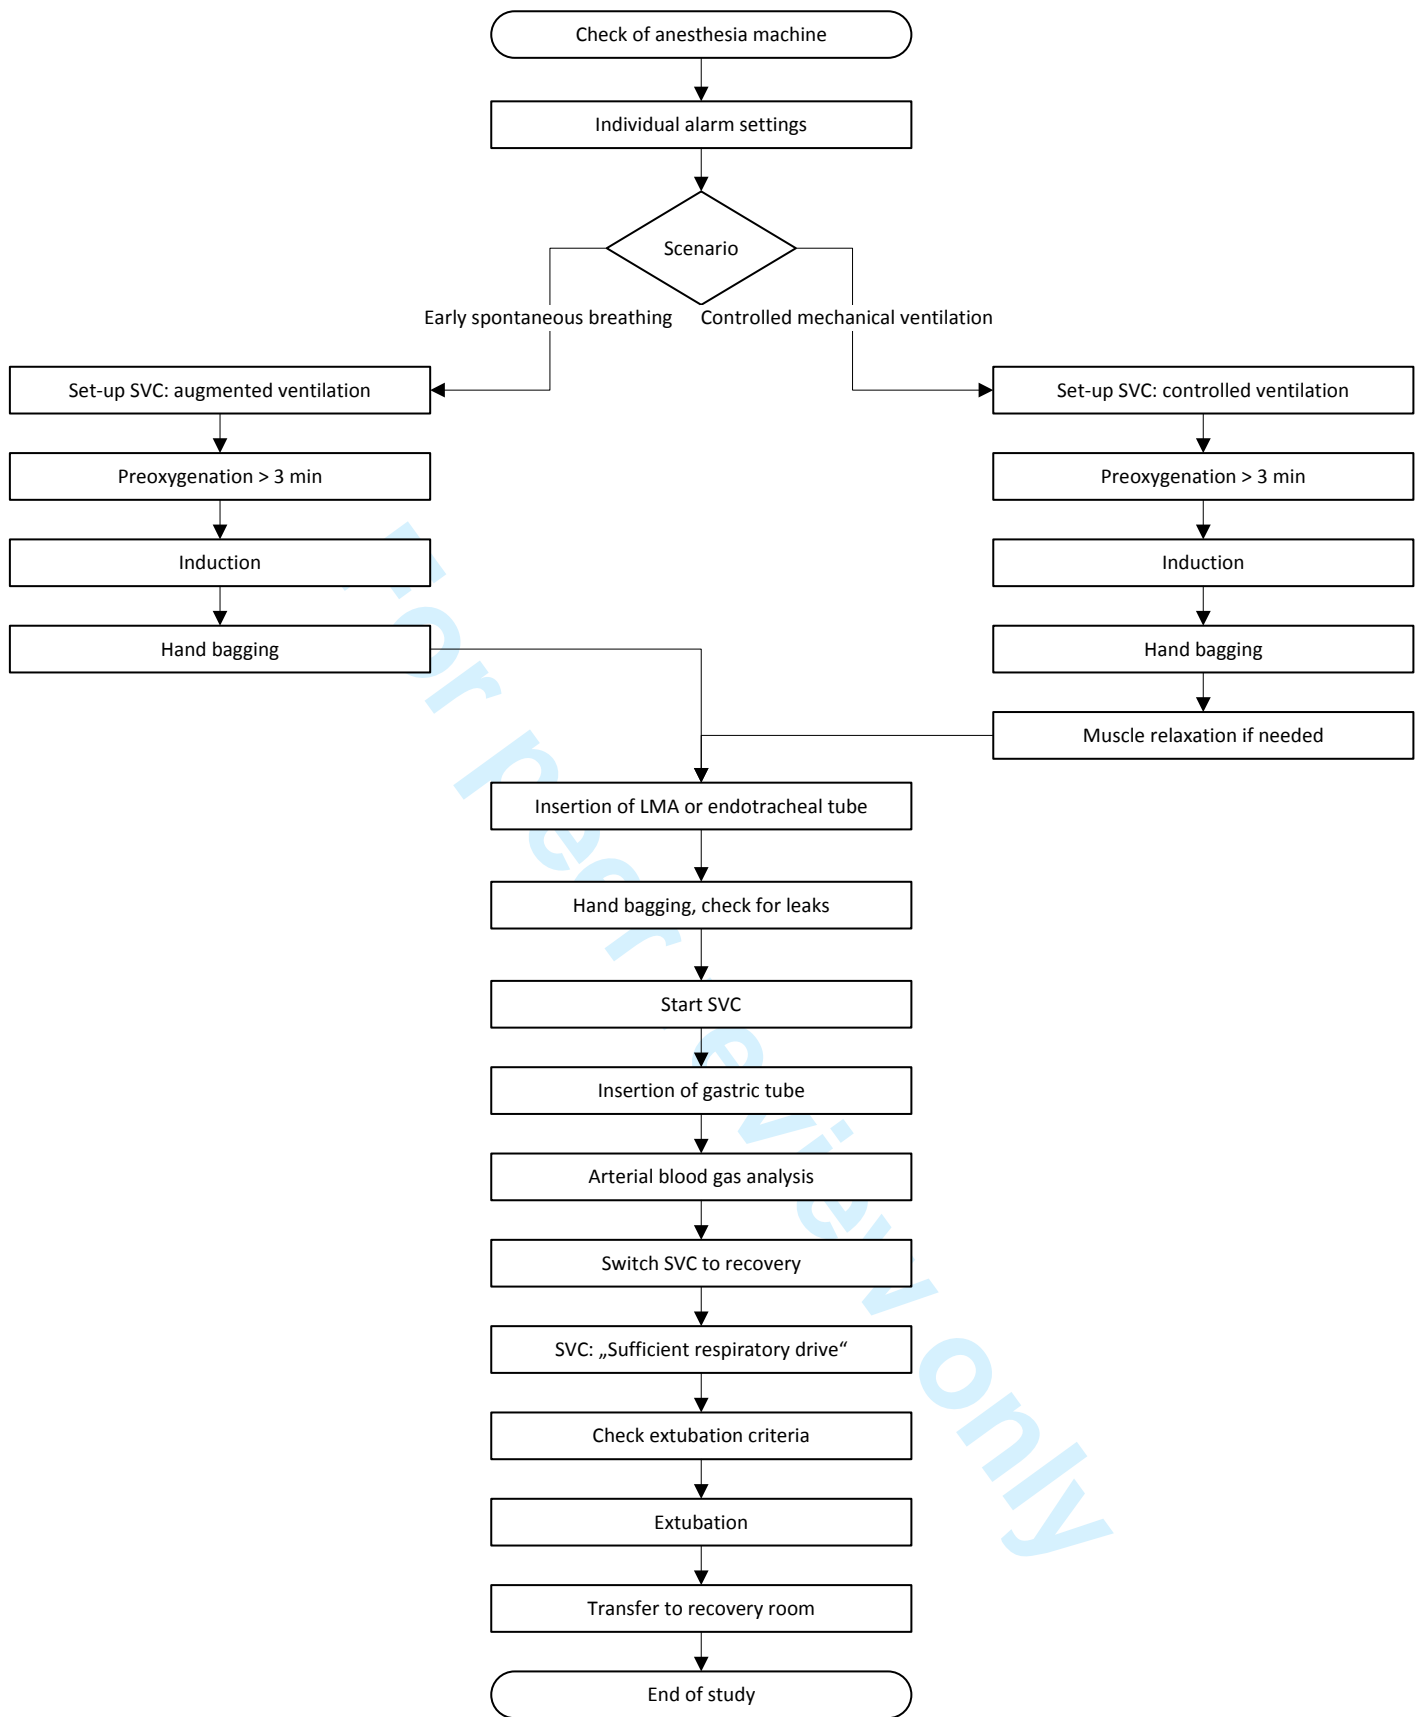 Check of anesthesia machine
Individual alarm settings
Scenario
Early spontaneous breathing
Controlled mechanical ventilation
Set-up SVC: augmented ventilation
Preoxygenation > 3 min
Induction
Hand bagging
Set-up SVC: controlled ventilation
Preoxygenation > 3 min
Induction
Hand bagging
Muscle relaxation if needed
Insertion of LMA or endotracheal tube
Hand bagging, check for leaks
Start SVC
Insertion of gastric tube
Arterial blood gas analysis
Switch SVC to recovery
SVC: „Sufficient respiratory drive“
Check extubation criteria
Extubation
Transfer to recovery room
End of study
For peer review only